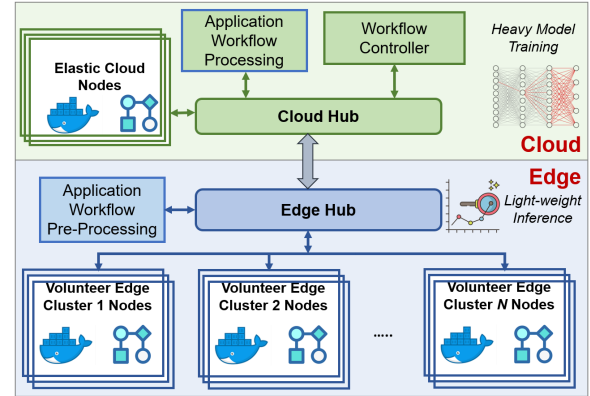 Application
Workflow
Processing
Workflow
Controller
Heavy Model
Training
Elastic Cloud
Nodes
Cloud Hub
Cloud
Edge
Application
Workflow
Pre-Processing
Edge Hub
Light-weight
Inference
Volunteer Edge
Cluster 1 Nodes
Volunteer Edge
Cluster 2 Nodes
.....
Volunteer Edge
Cluster N Nodes